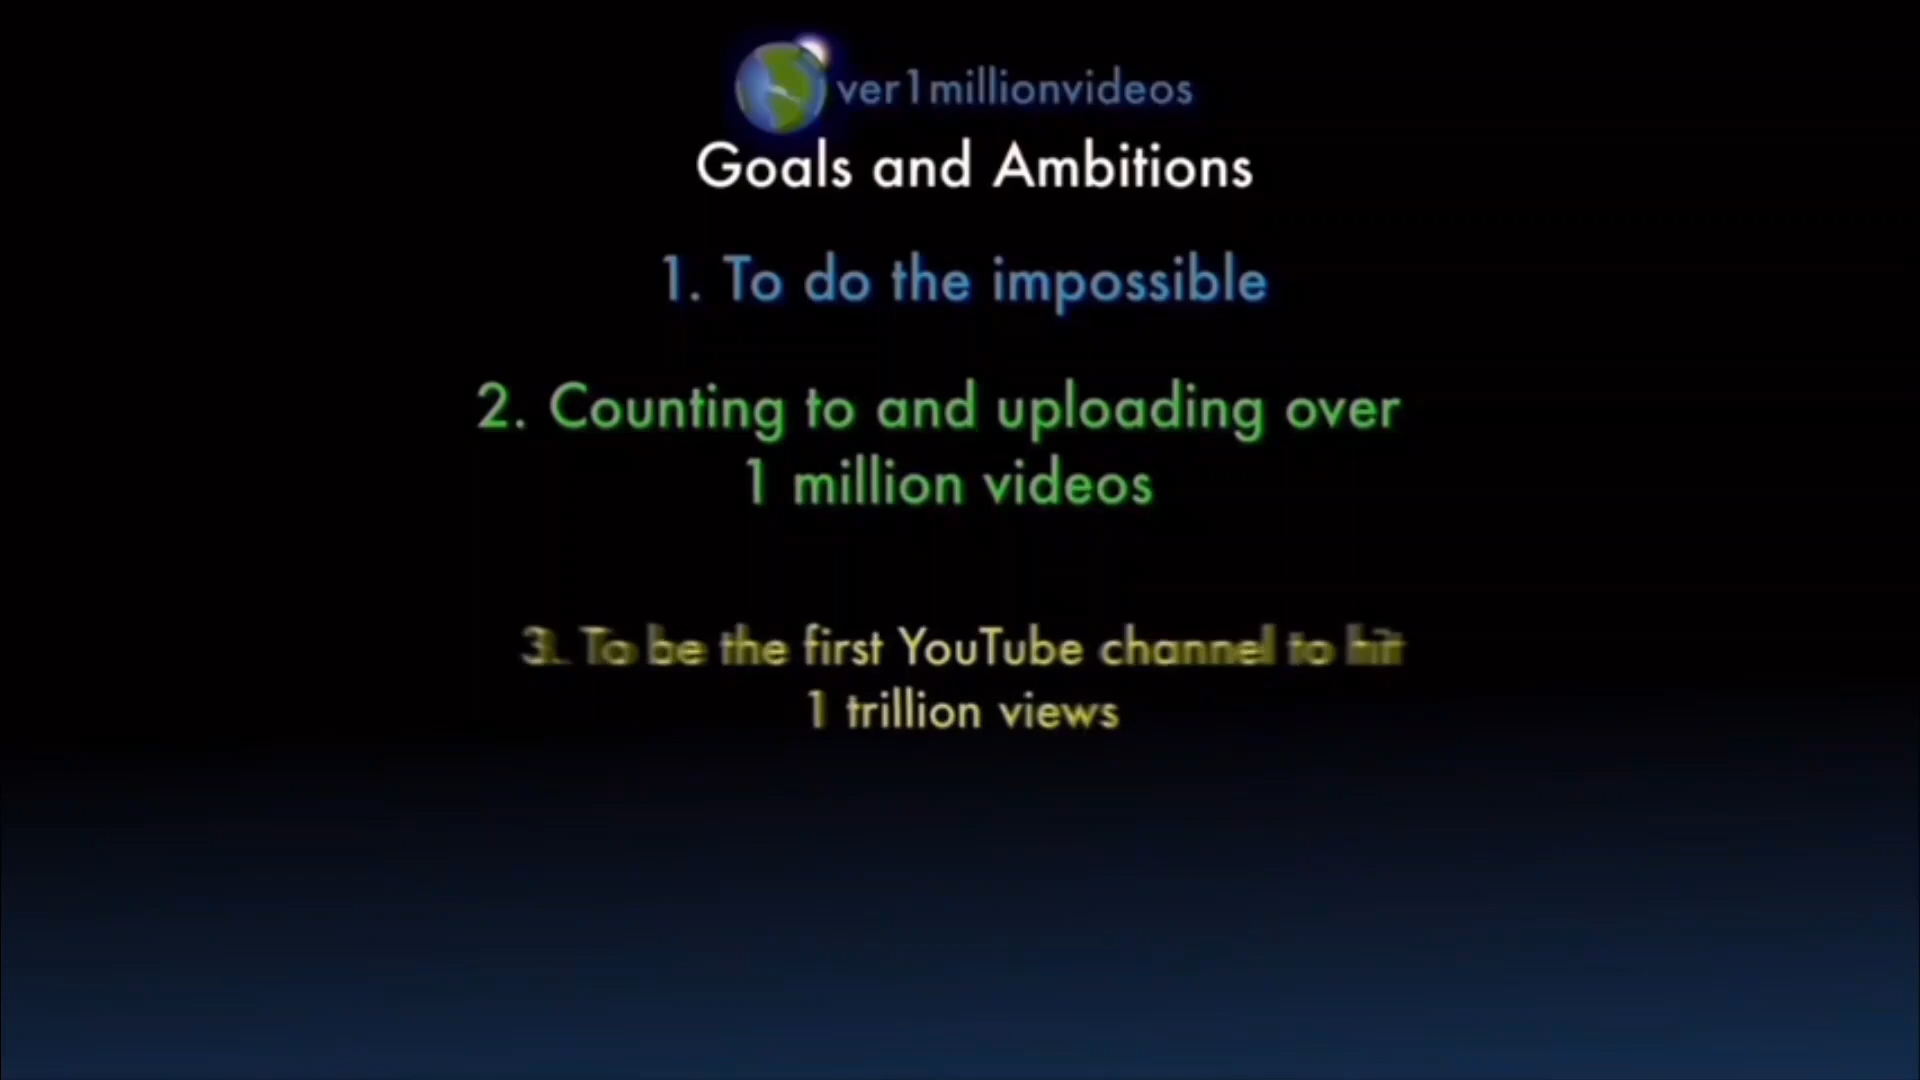 ver1millionvideos
Goals and Ambitions
1. To do the impossible
2. Counting to and uploading over
1 million videos
3. To be the first YouTube channel to hit
1 trillion views